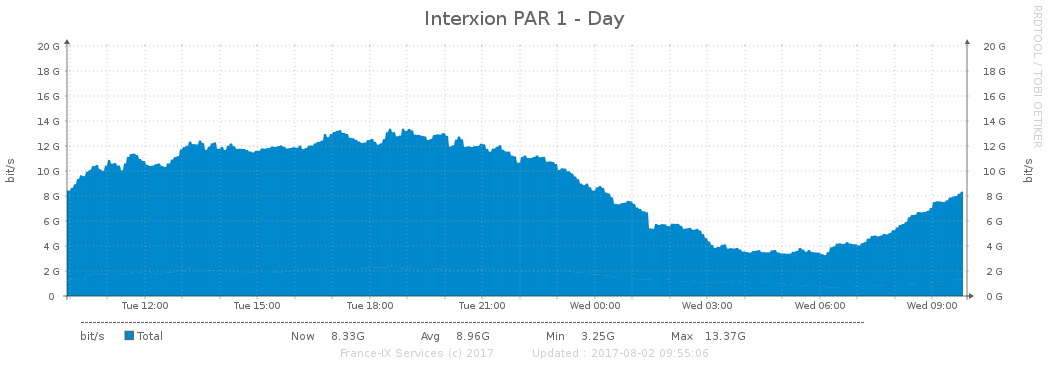 Interxion PAR 1 - Day
RRDTOOL / TOBI OETIKER
bit/s
20 G
18 G
16 G
14 G
12 G
10 G
8 G
6 G
4 G
2 G
0
20 G
18 G
16 G
14 G
12 G
10 G
8 G
6 G
4 G
2 G
0 G
bit/s
Tue 12:00 Tue 15:00 Tue 18:00 Tue 21:00 Wed 00:00 Wed 03:00 Wed 06:00 Wed 09:00
bit/s Total Now 8.33G Avg 8.96G Min 3.25G Max 13.37G
France-IX Services (c) 2017 Updated : 2017-08-02 09:55:06